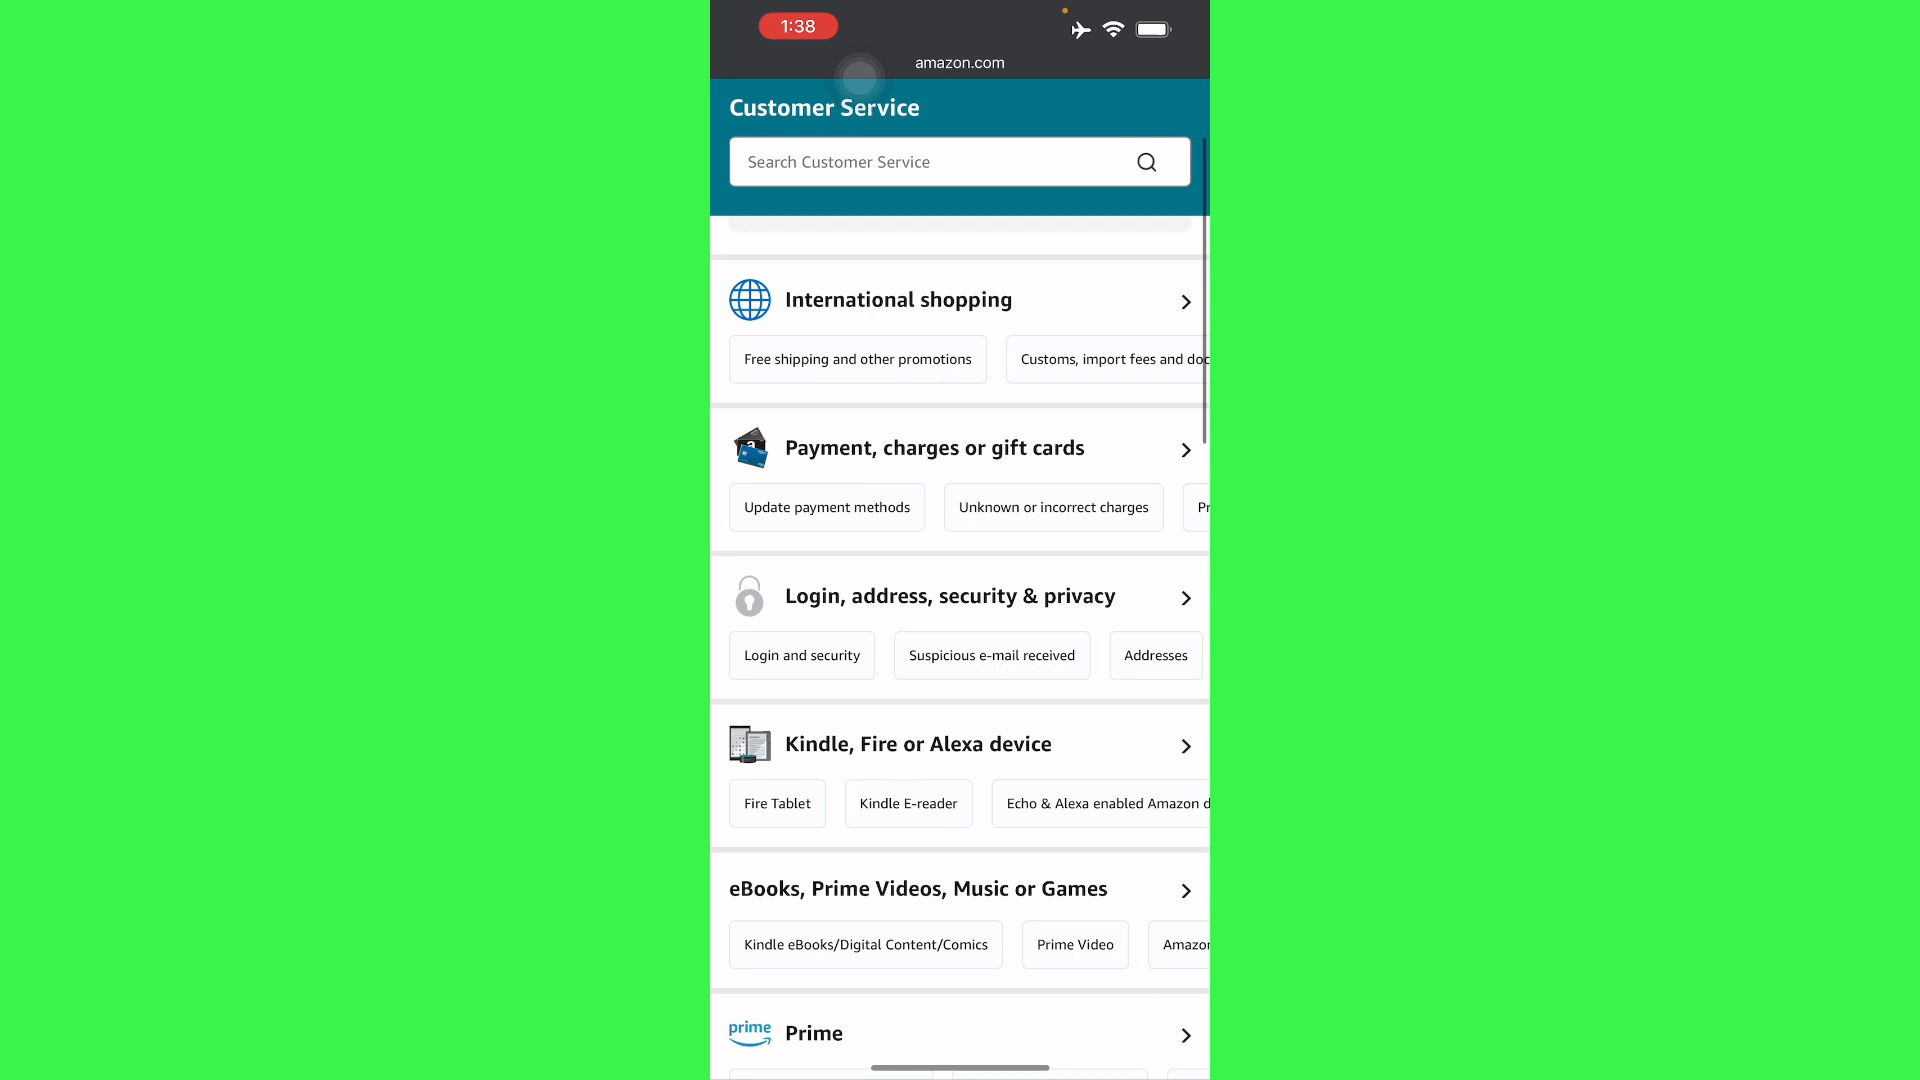 1:38
amazon.com
Customer Service
Search Customer Service
International shopping
Free shipping and other promotions
Customs, import fees and doc
Payment, charges or gift cards
Update payment methods
Unknown or incorrect charges
Pr
Login, address, security & privacy
Login and security
Suspicious e-mail received
Addresses
Kindle, Fire or Alexa device
Fire Tablet
Kindle E-reader
Echo & Alexa enabled Amazon d
eBooks, Prime Videos, Music or Games
Kindle eBooks/Digital Content/Comics
Prime Video
Amazon
prime
Prime